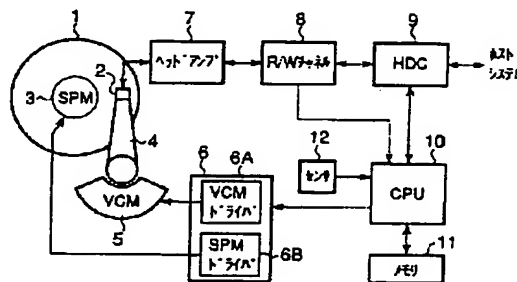 1
2
3
SPM
4
VCM
5
6
6A
VCM
ドライバ
SPM
ドライバ
6B
7
ヘッドアンプ
8
R/Wチャネル
9
HDC
ホスト
システム
10
CPU
12
センサ
11
メモリ